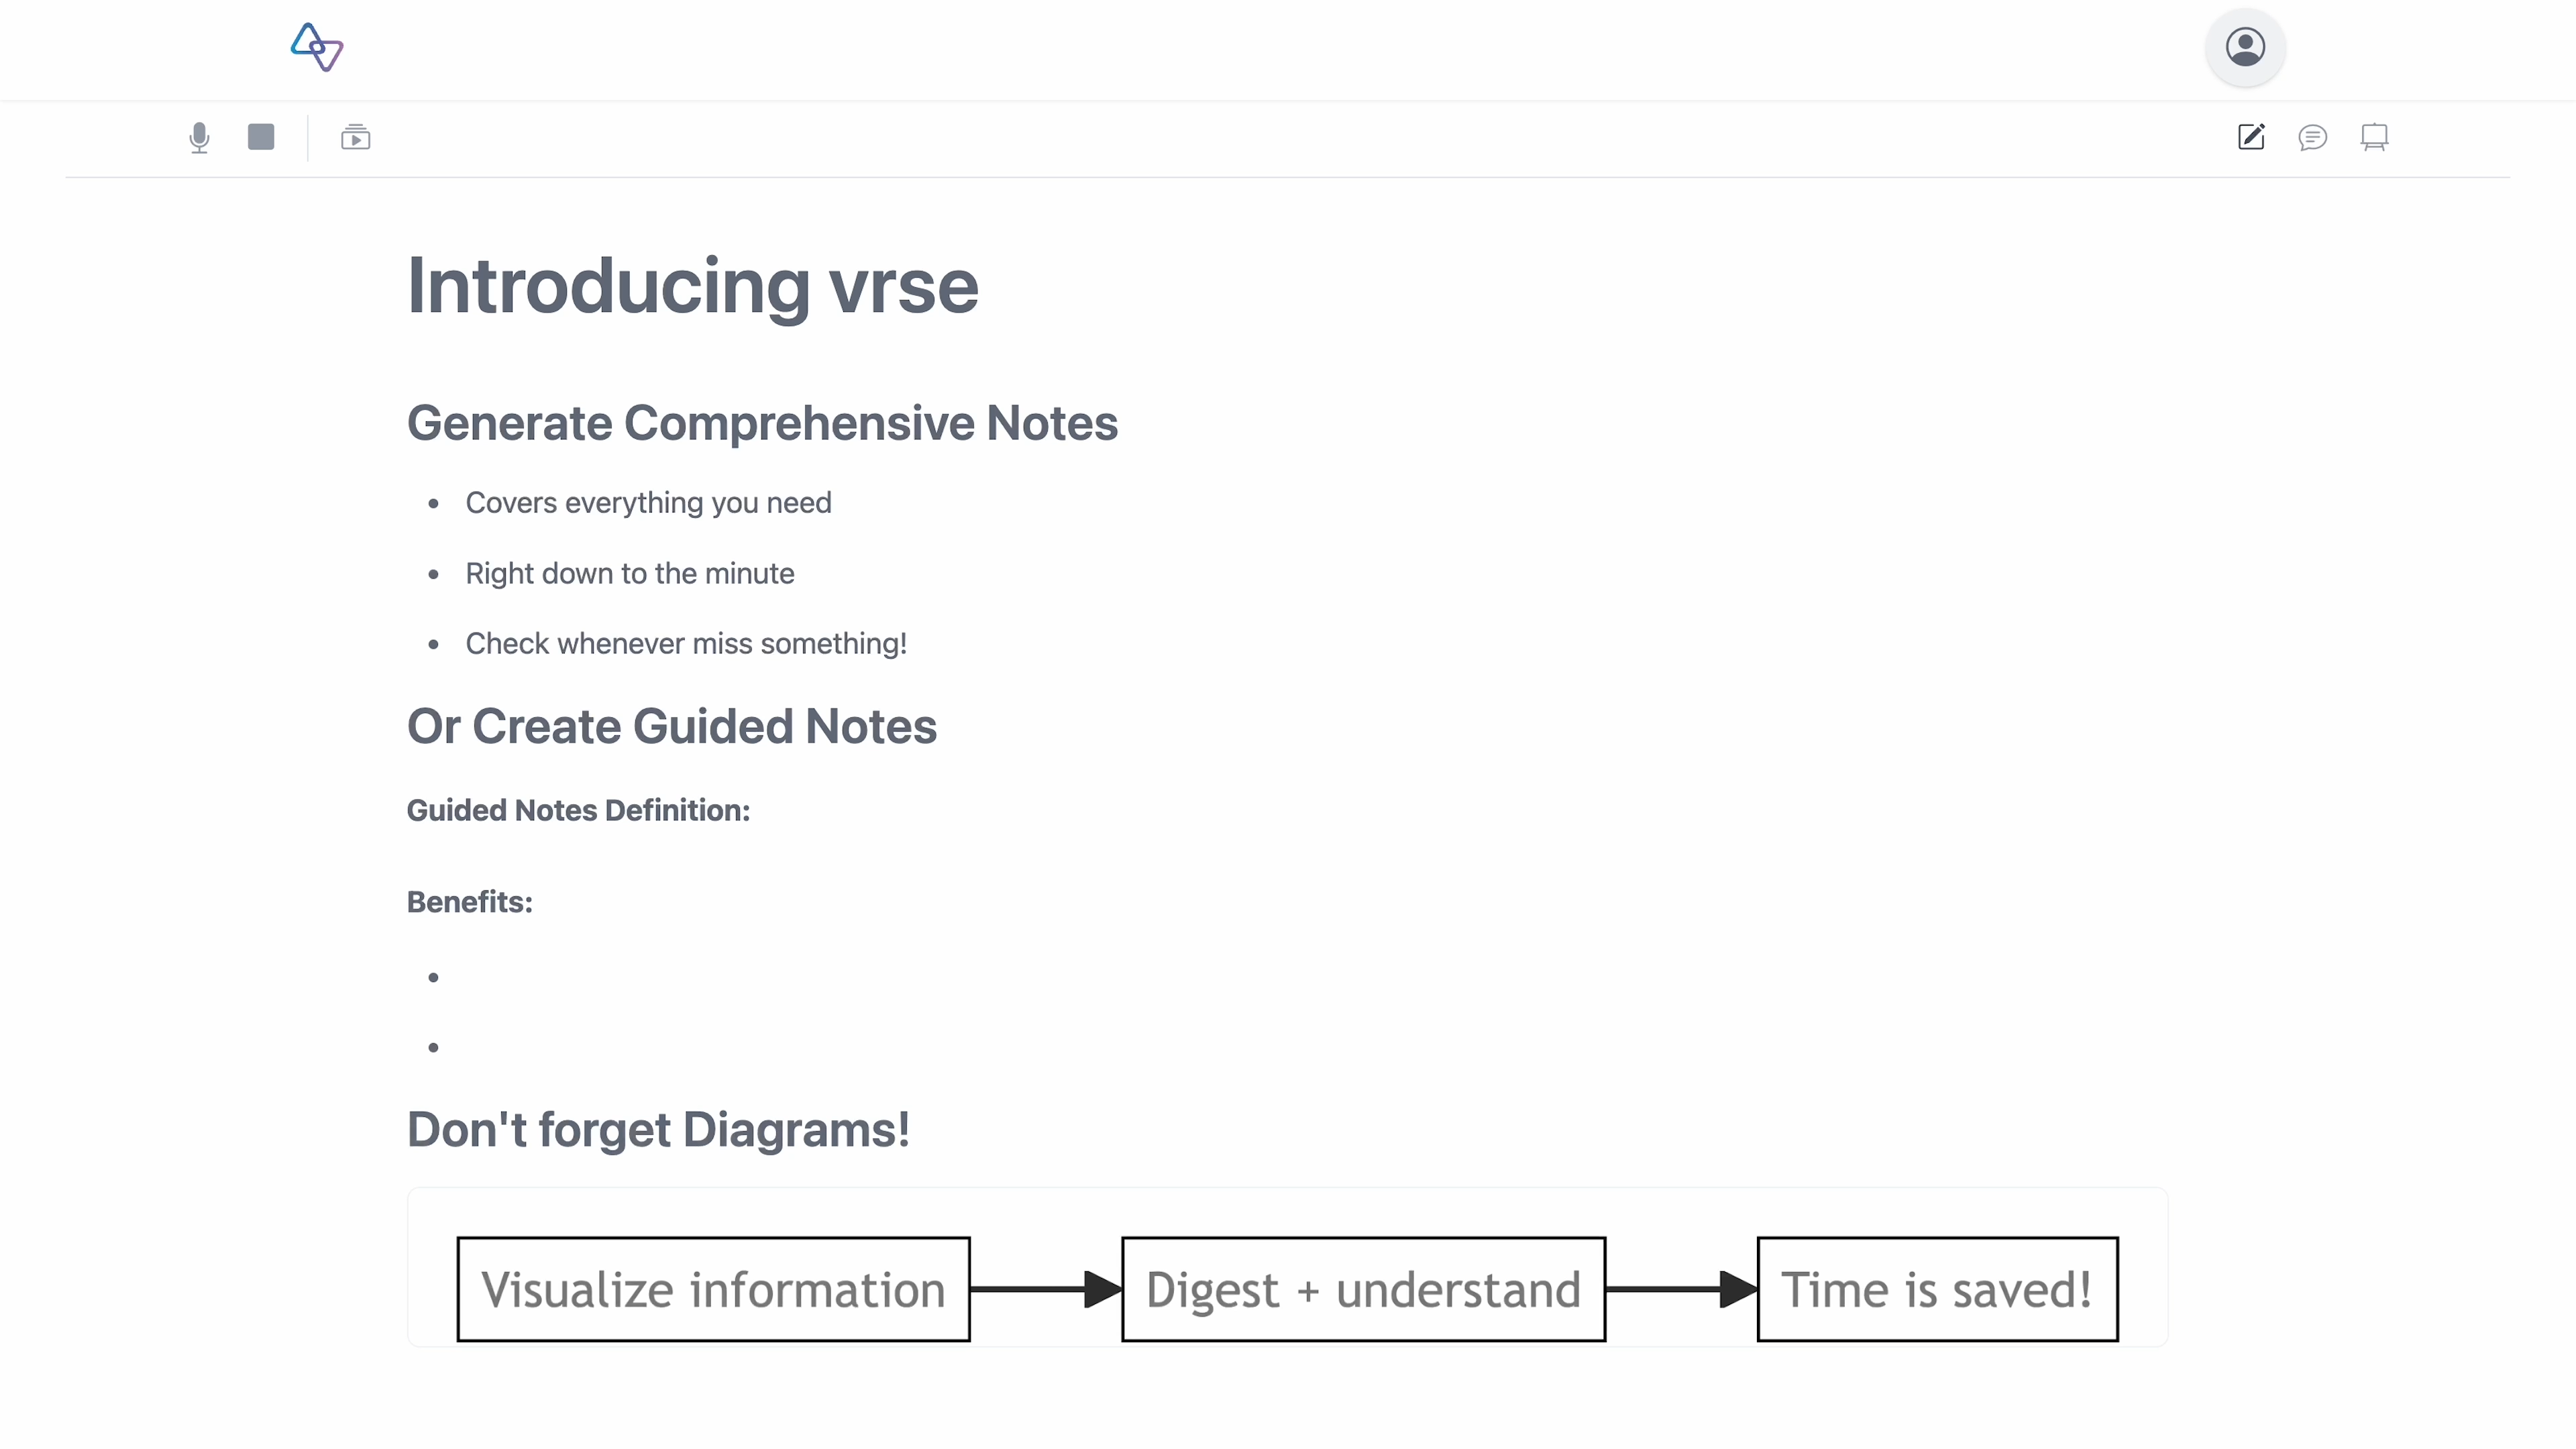 Introducing vrse
Generate Comprehensive Notes
Covers everything you need
Right down to the minute
Check whenever miss something!
Or Create Guided Notes
Guided Notes Definition:
Benefits:
Don't forget Diagrams!
Visualize information
Digest + understand
Time is saved!